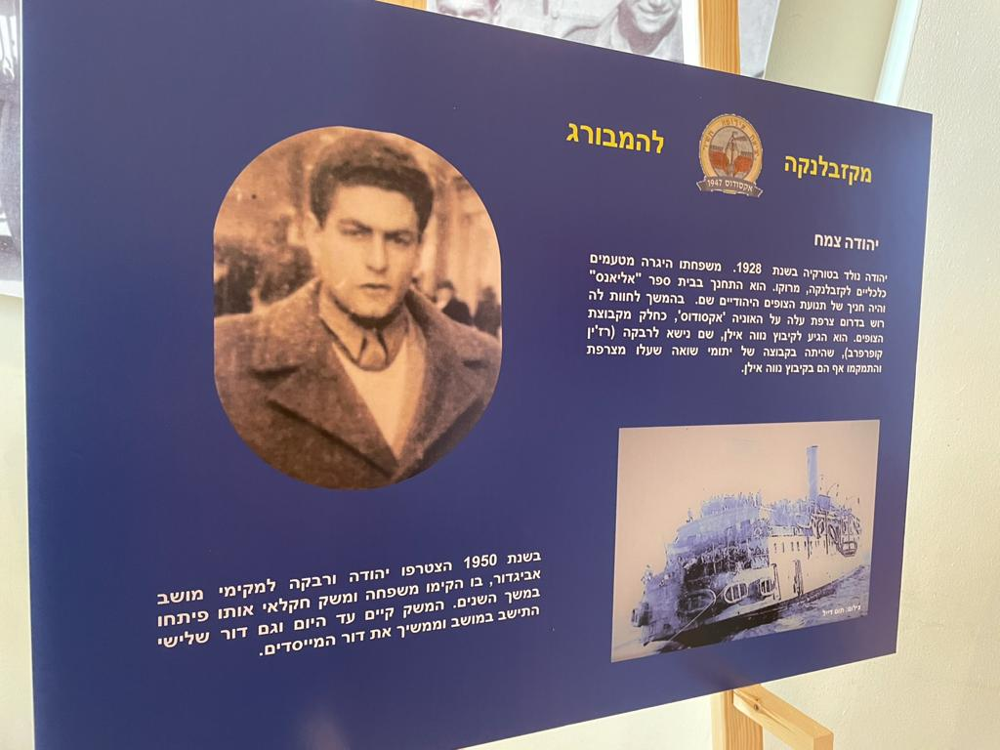 מקזבלנקה
להמבורג
אקסודוס 1947
יהודה צמח
יהודה נולד בטורקיה בשנת 1928. משפחתו היגרה מטעמים
כלכליים לקזבלנקה, מרוקו. הוא התחנך בבית ספר "אליאנס"
והיה חניך של תנועת הצופים היהודיים שם. בהמשך לחוות לה
רוש בדרום צרפת עלה על האוניה 'אקסודוס', כחלק מקבוצת
הצופים. הוא הגיע לקיבוץ נווה אילן, שם נישא לרבקה (רז'ין
קופרפרב), שהיתה בקבוצה של יתומי שואה שעלו מצרפת
והתמקמו אף הם בקיבוץ נווה אילן.
צילום: תום דייל
בשנת 1950 הצטרפו יהודה ורבקה למקימי מושב
אביגדור, בו הקימו משפחה ומשק חקלאי אותו פיתחו
במשך השנים. המשק קיים עד היום וגם דור שלישי
התישב במושב וממשיך את דור המייסדים.